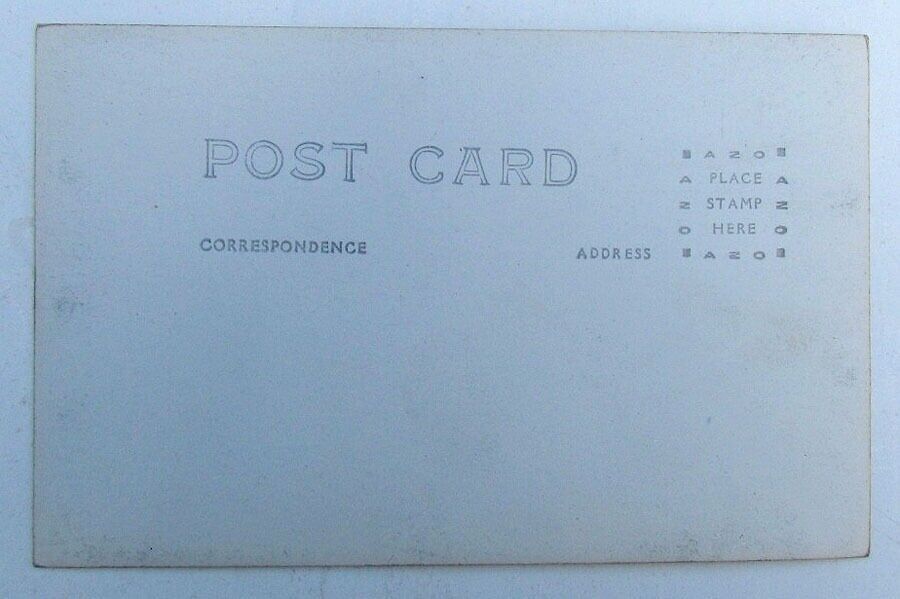 POST CARD
CORRESPONDENCE
ADDRESS
AZO
A PLACE A
Z STAMP Z
O HERE O
AZO